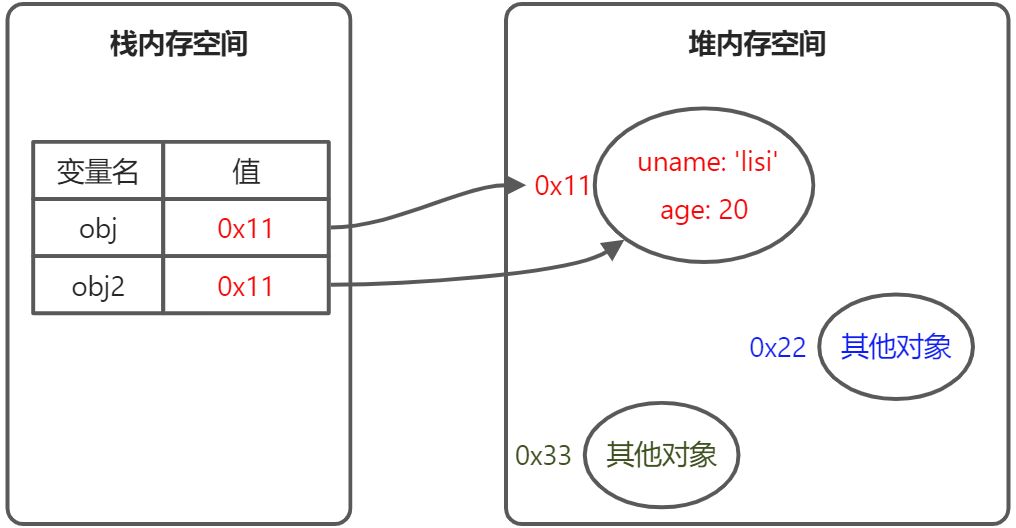 栈内存空间
变量名 值
obj 0x11
obj2 0x11
堆内存空间
0x11
uname: 'lisi'
age: 20
0x22
其他对象
0x33
其他对象